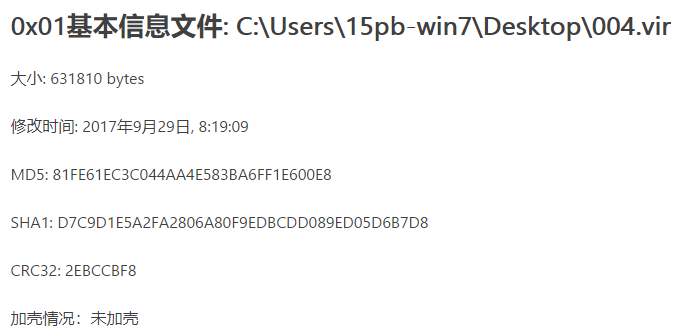 0x01基本信息文件: C:\Users\15pb-win7\Desktop\004.vir
大小: 631810 bytes
修改时间: 2017年9月29日, 8:19:09
MD5: 81FE61EC3C044AA4E583BA6FF1E600E8
SHA1: D7C9D1E5A2FA2806A80F9EDBCDD089ED05D6B7D8
CRC32: 2EBCCBF8
加壳情况：未加壳